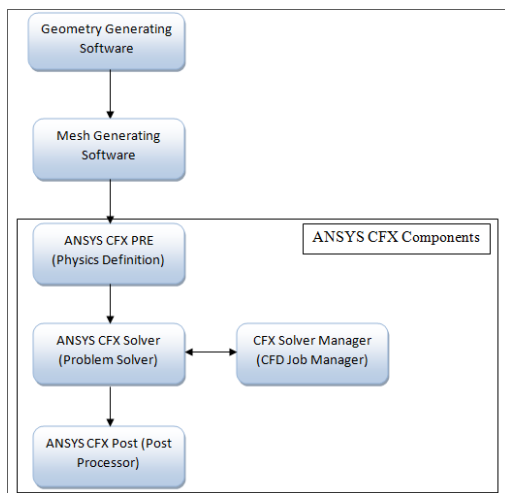 Geometry Generating
Software
Mesh Generating
Software
ANSYS CFX Components
ANSYS CFX PRE
(Physics Definition)
ANSYS CFX Solver
(Problem Solver)
CFX Solver Manager
(CFD Job Manager)
ANSYS CFX Post (Post
Processor)